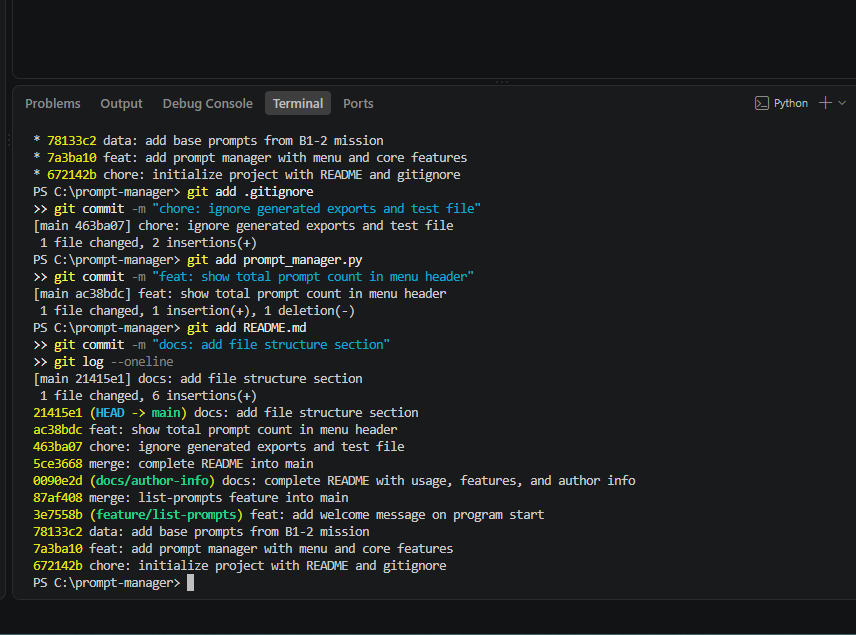 Problems Output Debug Console Terminal Ports Python
* 78133c2 data: add base prompts from B1-2 mission
* 7a3ba10 feat: add prompt manager with menu and core features
* 672142b chore: initialize project with README and gitignore
PS C:\prompt-manager> git add .gitignore
>> git commit -m "chore: ignore generated exports and test file"
[main 463ba07] chore: ignore generated exports and test file
 1 file changed, 2 insertions(+)
PS C:\prompt-manager> git add prompt_manager.py
>> git commit -m "feat: show total prompt count in menu header"
[main ac38bdc] feat: show total prompt count in menu header
 1 file changed, 1 insertion(+), 1 deletion(-)
PS C:\prompt-manager> git add README.md
>> git commit -m "docs: add file structure section"
>> git log --oneline
[main 21415e1] docs: add file structure section
 1 file changed, 6 insertions(+)
21415e1 (HEAD -> main) docs: add file structure section
ac38bdc feat: show total prompt count in menu header
463ba07 chore: ignore generated exports and test file
5ce3668 merge: complete README into main
0090e2d (docs/author-info) docs: complete README with usage, features, and author info
87af408 merge: list-prompts feature into main
3e7558b (feature/list-prompts) feat: add welcome message on program start
78133c2 data: add base prompts from B1-2 mission
7a3ba10 feat: add prompt manager with menu and core features
672142b chore: initialize project with README and gitignore
PS C:\prompt-manager>